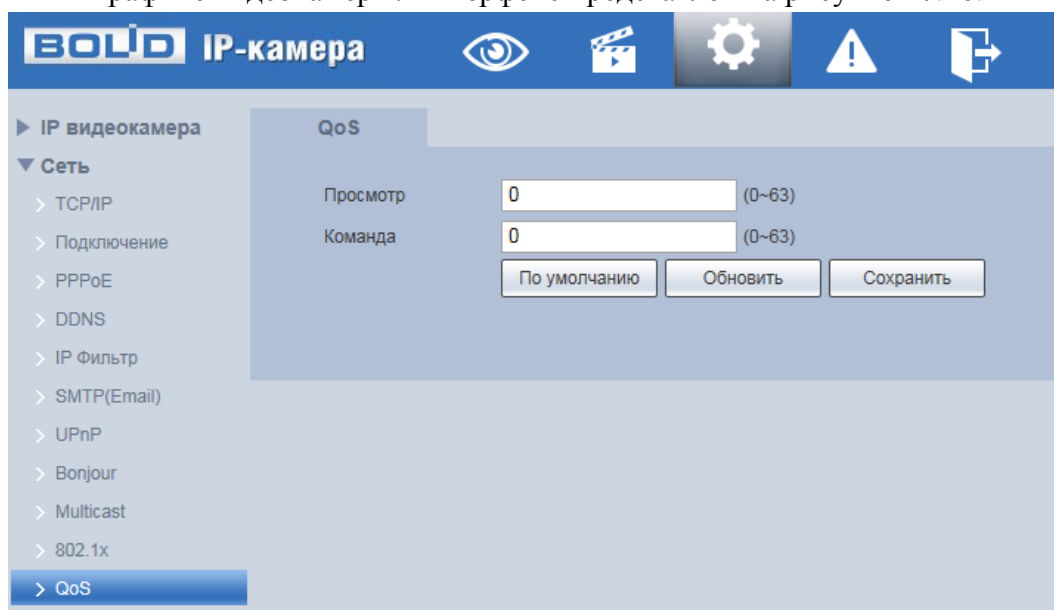 BOLID IP-камера
IP видеокамера
Сеть
TCP/IP
Подключение
PPPoE
DDNS
IP Фильтр
SMTP(Email)
UPnP
Bonjour
Multicast
802.1x
QoS
QoS
Просмотр 0 (0~63)
Команда 0 (0~63)
По умолчанию Обновить Сохранить